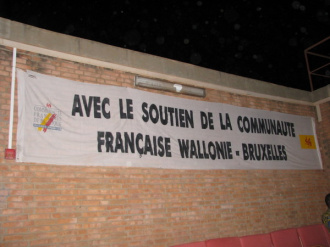 AVEC LE SOUTIEN DE LA COMMUNAUTE
FRANÇAISE WALLONIE - BRUXELLES